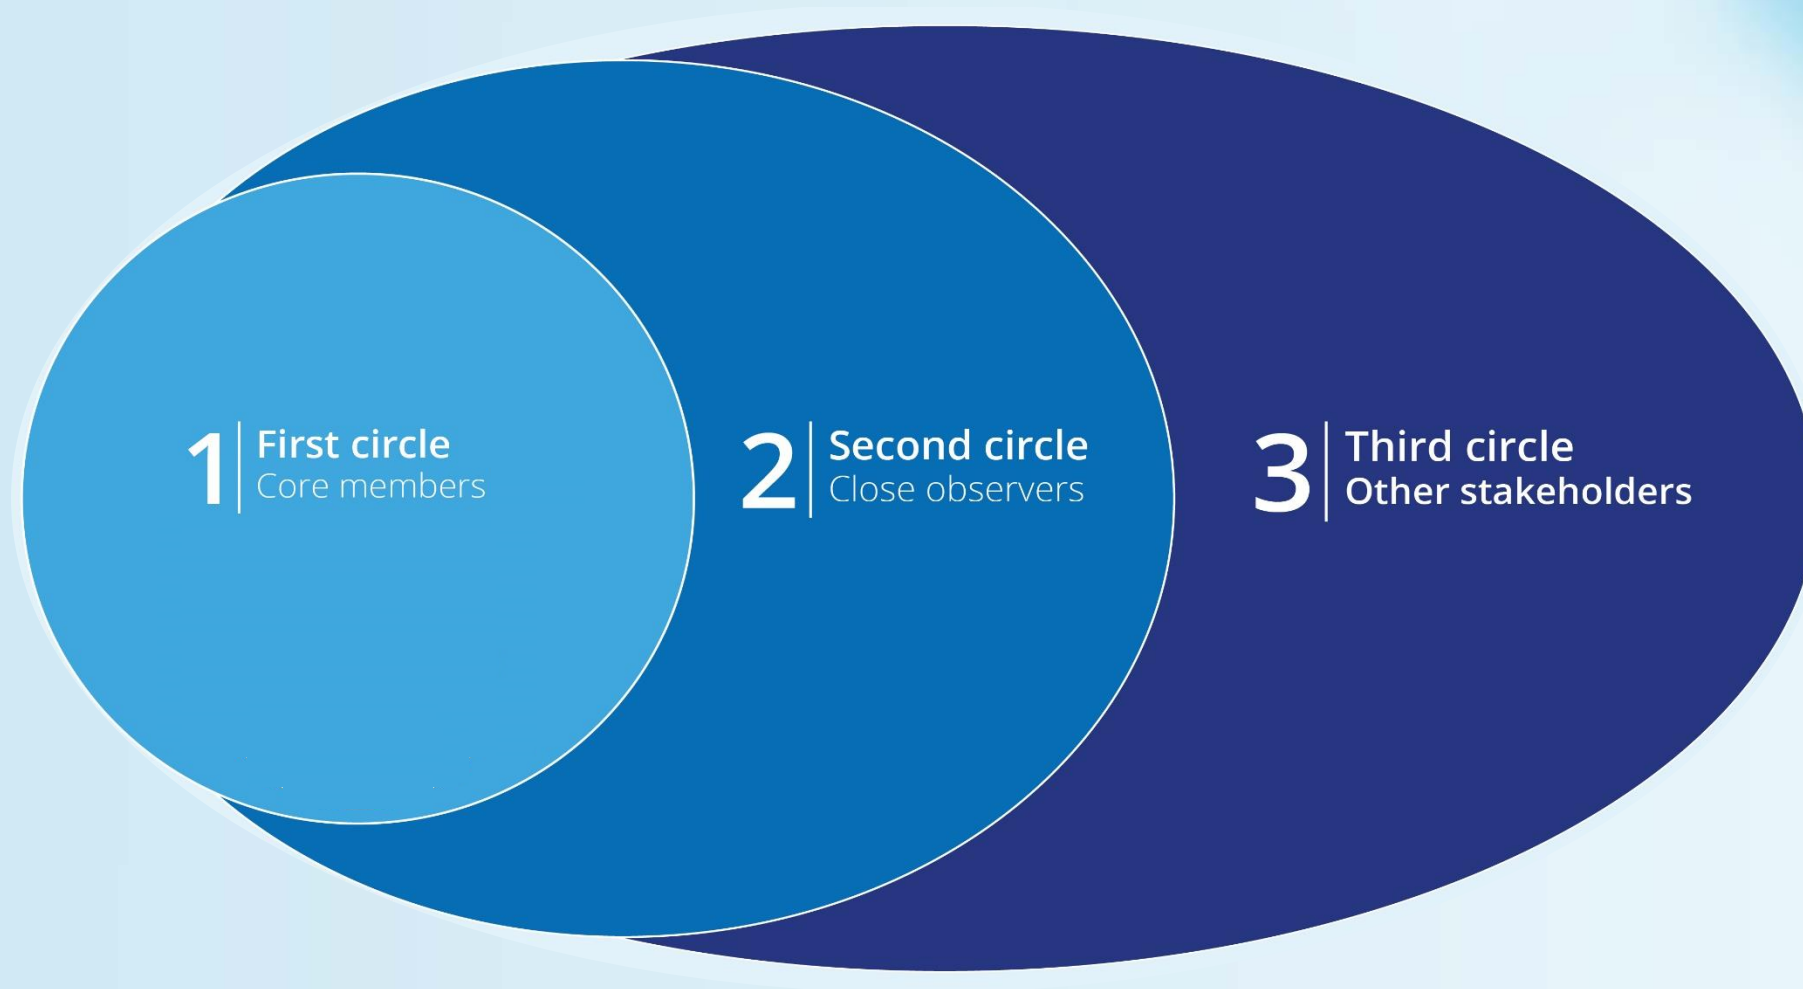 1
First circle
Core members
2
Second circle
Close observers
3
Third circle
Other stakeholders